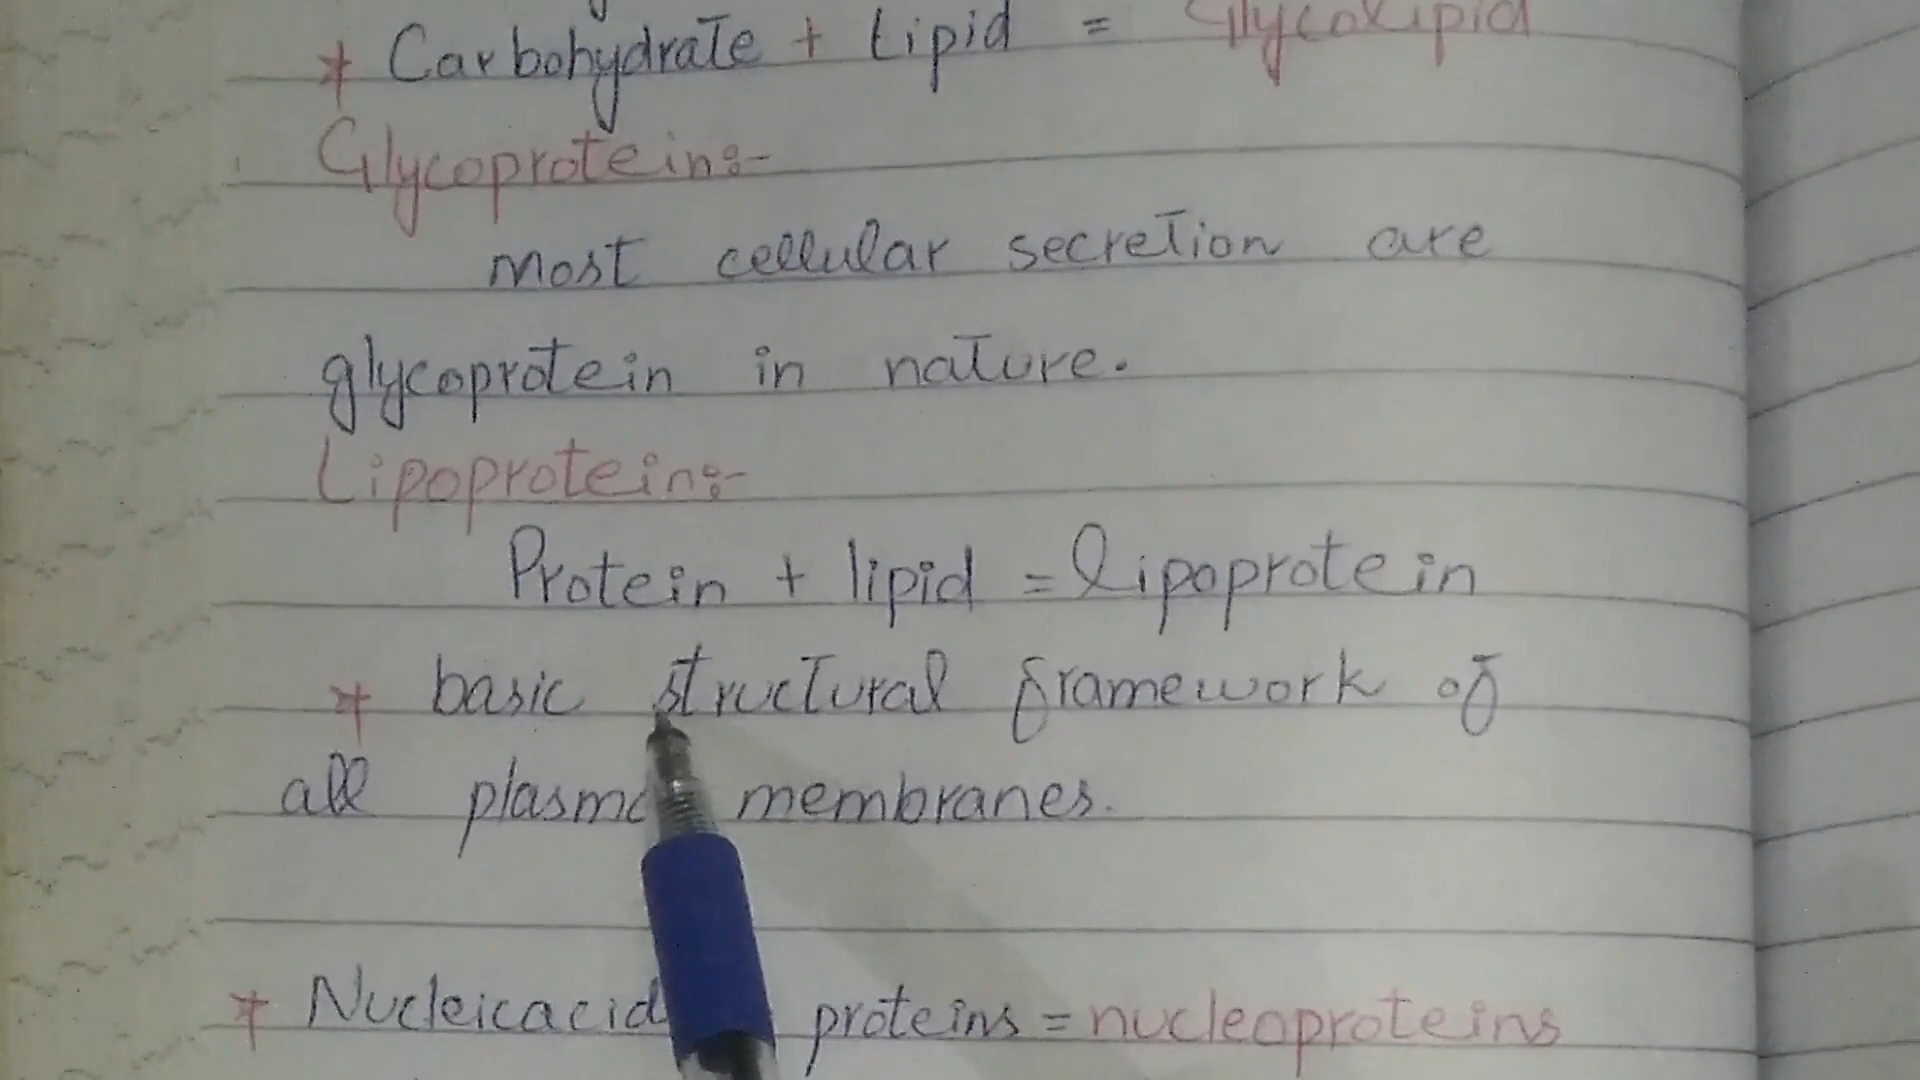 * Carbohydrate + Lipid = Glycolipid
Glycoprotein:-
most cellular secretion are
glycoprotein in nature.
Lipoprotein:-
Protein + lipid = lipoprotein
* basic structural framework of
all plasma membranes.
* Nucleicacid proteins = nucleoproteins